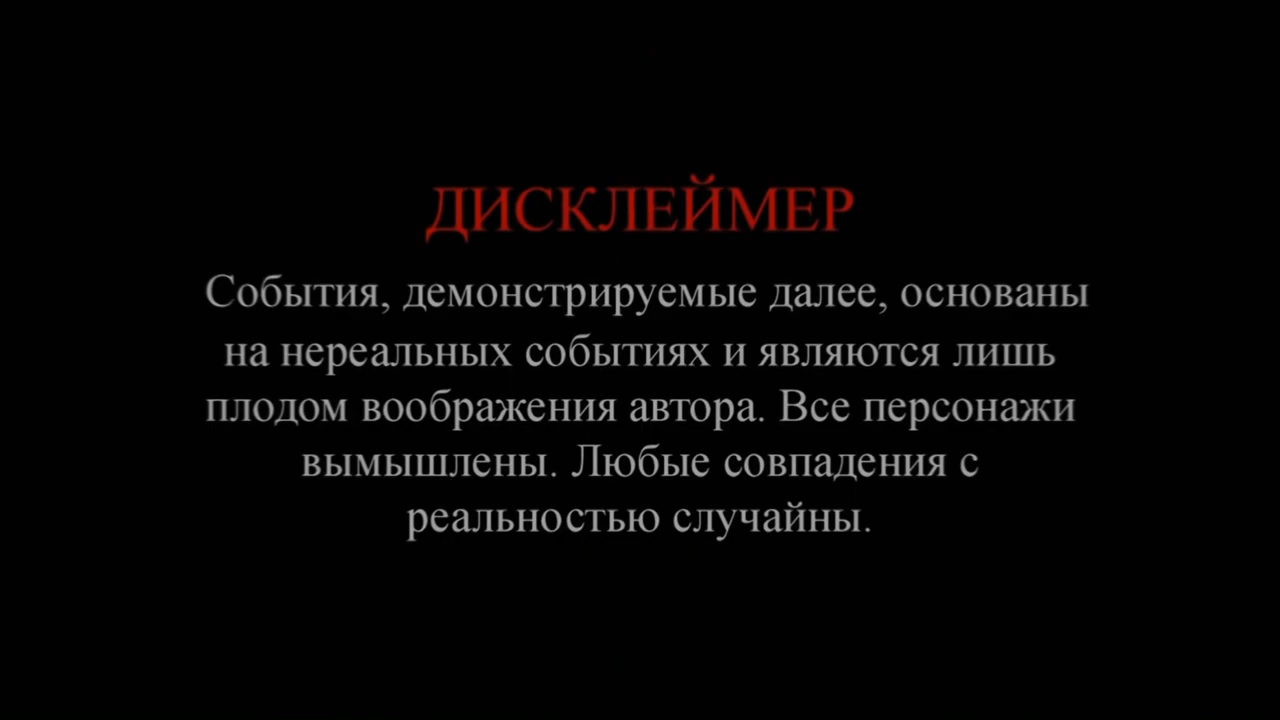 ДИСКЛЕЙМЕР
События, демонстрируемые далее, основаны
на нереальных событиях и являются лишь
плодом воображения автора. Все персонажи
вымышлены. Любые совпадения с
реальностью случайны.